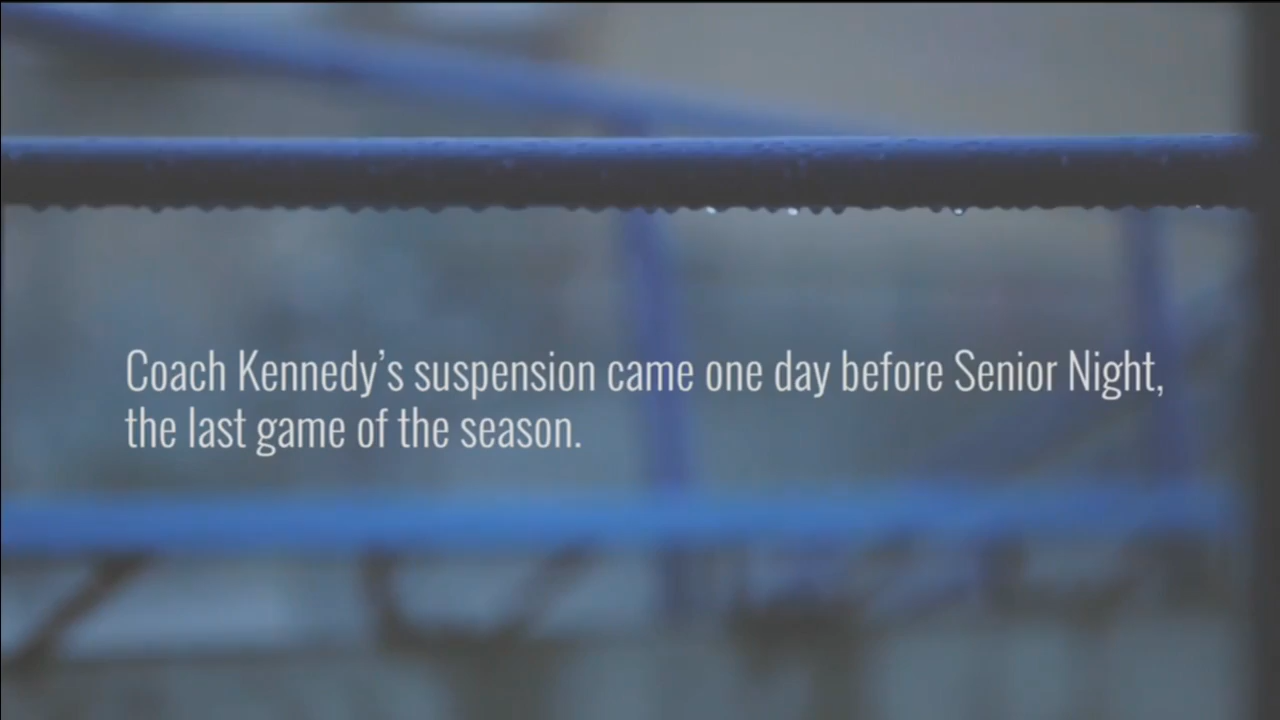 Coach Kennedy’s suspension came one day before Senior Night,
the last game of the season.